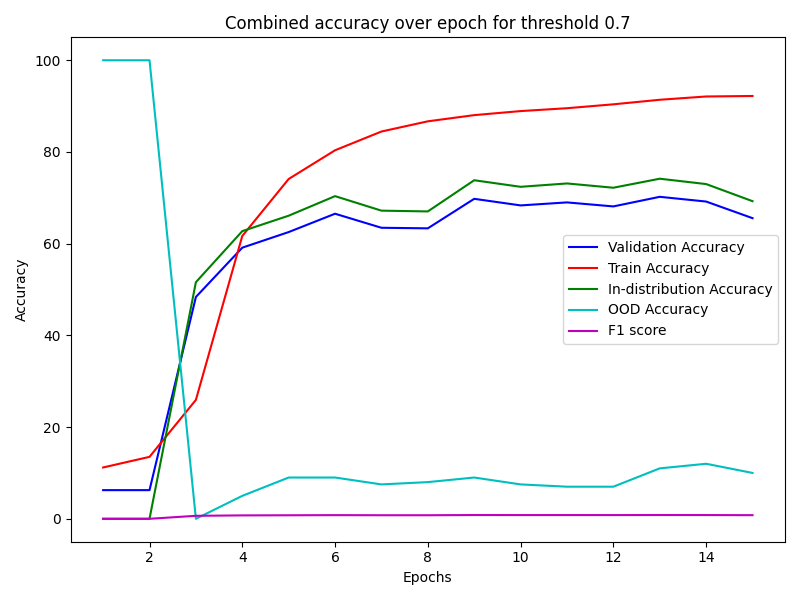 Combined accuracy over epoch for threshold 0.7
100
80
60
40
20
0
Accuracy
Validation Accuracy
Train Accuracy
In-distribution Accuracy
OOD Accuracy
F1 score
2 4 6 8 10 12 14
Epochs